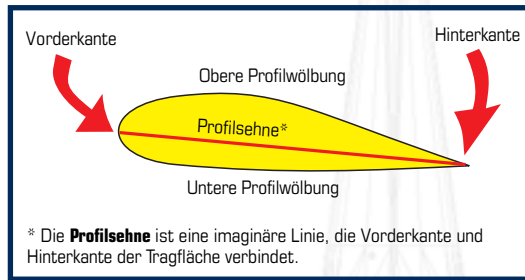 Vorderkante
Hinterkante
Obere Profilwölbung
Profilsehne*
Untere Profilwölbung
* Die Profilsehne ist eine imaginäre Linie, die Vorderkante und
Hinterkante der Tragfläche verbindet.